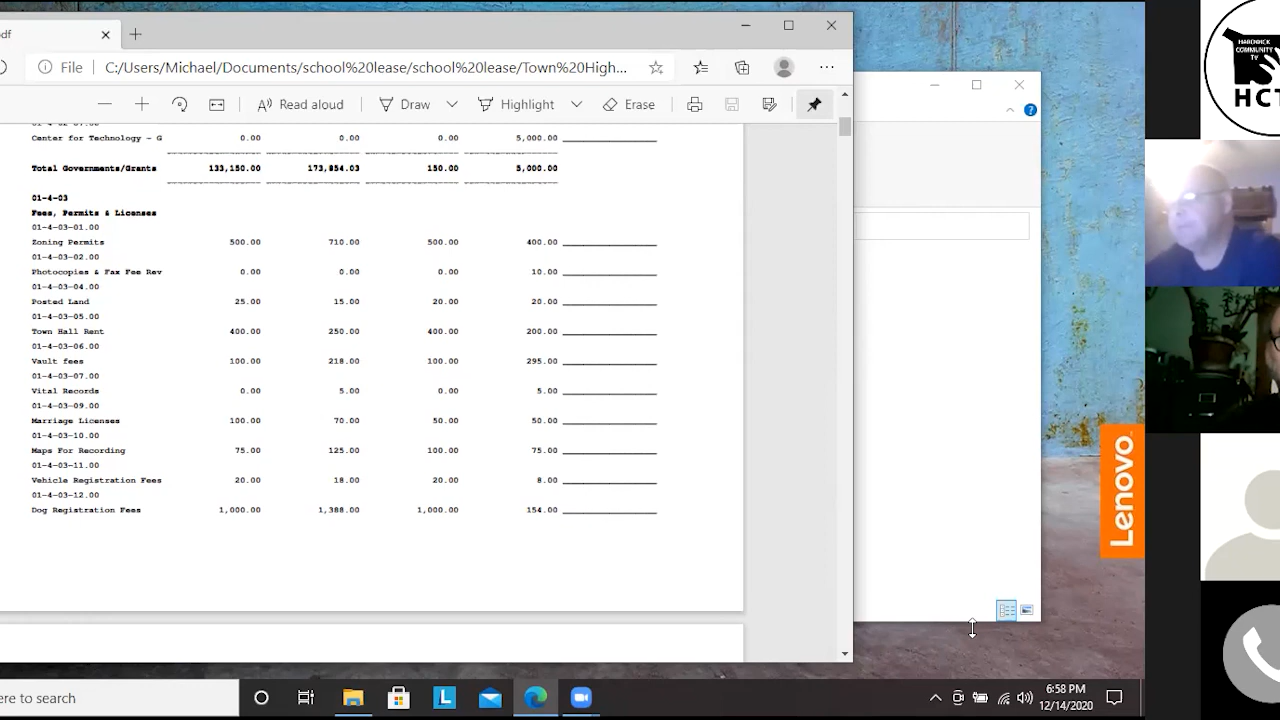 df
File C:/Users/Michael/Documents/school%20lease/school%20lease/Town%20High...
Read aloud Draw Highlight Erase
Center for Technology - G 0.00 0.00 0.00 5,000.00
Total Governments/Grants 133,150.00 173,854.03 150.00 5,000.00
01-4-03
Fees, Permits & Licenses
01-4-03-01.00
Zoning Permits 500.00 710.00 500.00 400.00
01-4-03-02.00
Photocopies & Fax Fee Rev 0.00 0.00 0.00 10.00
01-4-03-04.00
Posted Land 25.00 15.00 20.00 20.00
01-4-03-05.00
Town Hall Rent 400.00 250.00 400.00 200.00
01-4-03-06.00
Vault fees 100.00 218.00 100.00 295.00
01-4-03-07.00
Vital Records 0.00 5.00 0.00 5.00
01-4-03-09.00
Marriage Licenses 100.00 70.00 50.00 50.00
01-4-03-10.00
Maps For Recording 75.00 125.00 100.00 75.00
01-4-03-11.00
Vehicle Registration Fees 20.00 18.00 20.00 8.00
01-4-03-12.00
Dog Registration Fees 1,000.00 1,388.00 1,000.00 154.00
HARDWICK
COMMUNITY
TV
HCT
Lenovo
ere to search
6:58 PM
12/14/2020